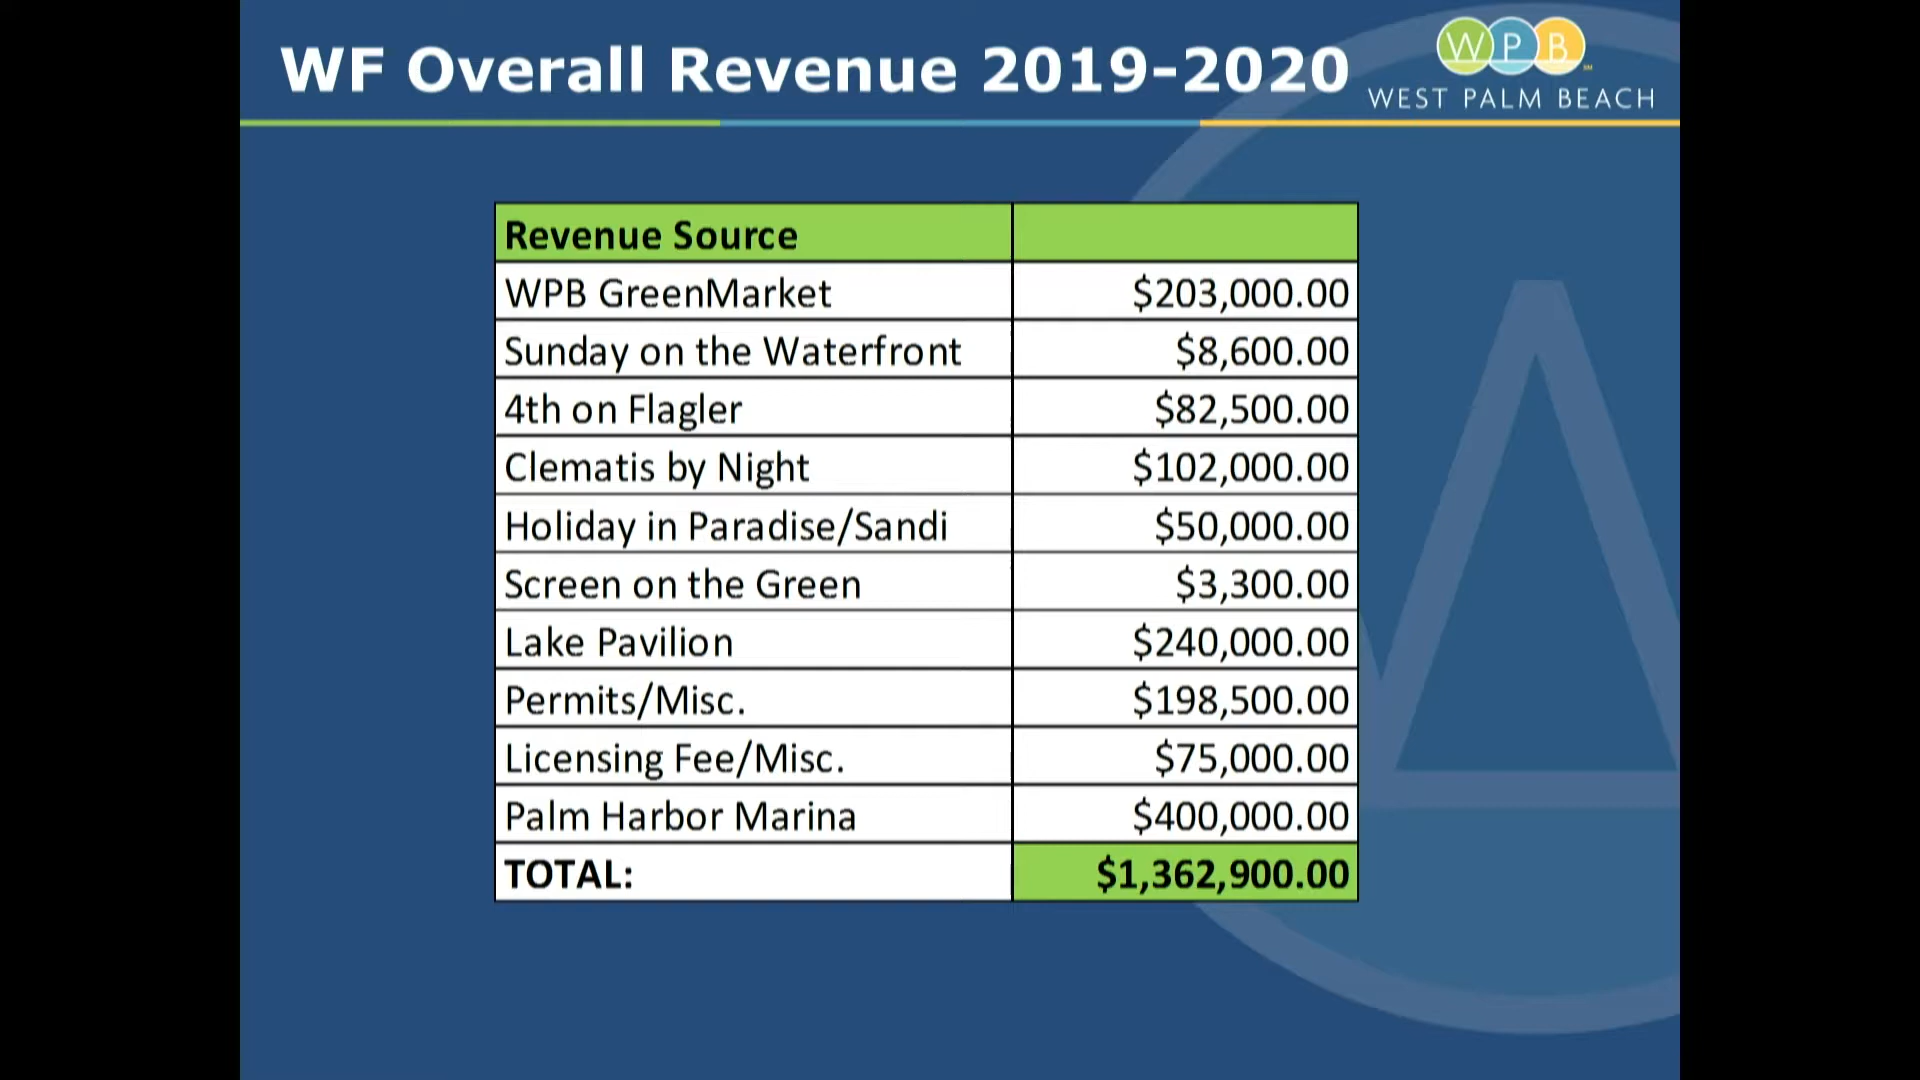 WF Overall Revenue 2019-2020
WPB
WEST PALM BEACH
Revenue Source
WPB GreenMarket $203,000.00
Sunday on the Waterfront $8,600.00
4th on Flagler $82,500.00
Clematis by Night $102,000.00
Holiday in Paradise/Sandi $50,000.00
Screen on the Green $3,300.00
Lake Pavilion $240,000.00
Permits/Misc. $198,500.00
Licensing Fee/Misc. $75,000.00
Palm Harbor Marina $400,000.00
TOTAL: $1,362,900.00